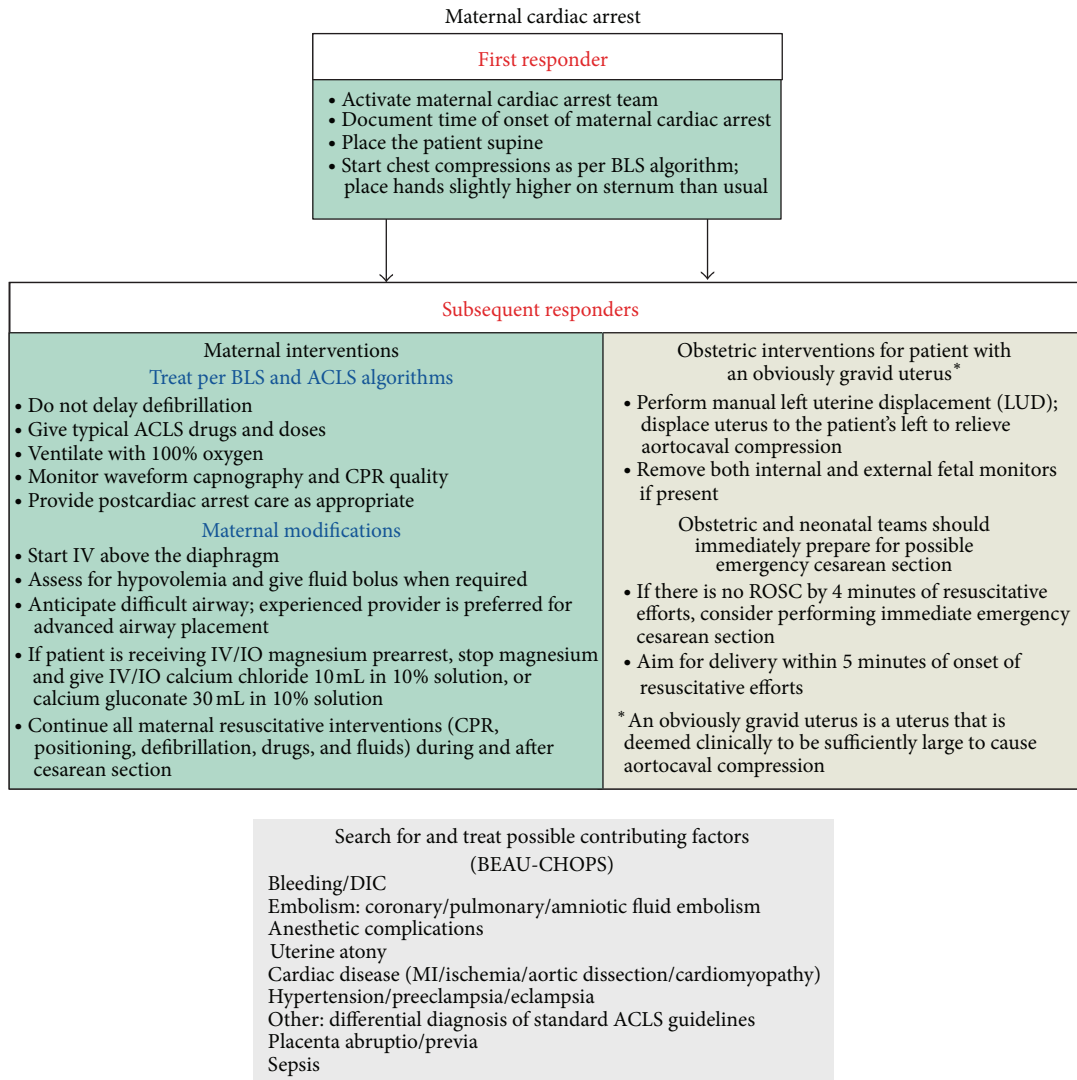 Maternal cardiac arrest
First responder
• Activate maternal cardiac arrest team
• Document time of onset of maternal cardiac arrest
• Place the patient supine
• Start chest compressions as per BLS algorithm;
place hands slightly higher on sternum than usual
Subsequent responders
Maternal interventions
Treat per BLS and ACLS algorithms
• Do not delay defibrillation
• Give typical ACLS drugs and doses
• Ventilate with 100% oxygen
• Monitor waveform capnography and CPR quality
• Provide postcardiac arrest care as appropriate
Maternal modifications
• Start IV above the diaphragm
• Assess for hypovolemia and give fluid bolus when required
• Anticipate difficult airway; experienced provider is preferred for
advanced airway placement
• If patient is receiving IV/IO magnesium prearrest, stop magnesium
and give IV/IO calcium chloride 10 mL in 10% solution, or
calcium gluconate 30 mL in 10% solution
• Continue all maternal resuscitative interventions (CPR,
positioning, defibrillation, drugs, and fluids) during and after
cesarean section
Obstetric interventions for patient with
an obviously gravid uterus*
• Perform manual left uterine displacement (LUD);
displace uterus to the patient's left to relieve
aortocaval compression
• Remove both internal and external fetal monitors
if present
Obstetric and neonatal teams should
immediately prepare for possible
emergency cesarean section
• If there is no ROSC by 4 minutes of resuscitative
efforts, consider performing immediate emergency
cesarean section
• Aim for delivery within 5 minutes of onset of
resuscitative efforts
* An obviously gravid uterus is a uterus that is
deemed clinically to be sufficiently large to cause
aortocaval compression
Search for and treat possible contributing factors
(BEAU-CHOPS)
Bleeding/DIC
Embolism: coronary/pulmonary/amniotic fluid embolism
Anesthetic complications
Uterine atony
Cardiac disease (MI/ischemia/aortic dissection/cardiomyopathy)
Hypertension/preeclampsia/eclampsia
Other: differential diagnosis of standard ACLS guidelines
Placenta abruptio/previa
Sepsis